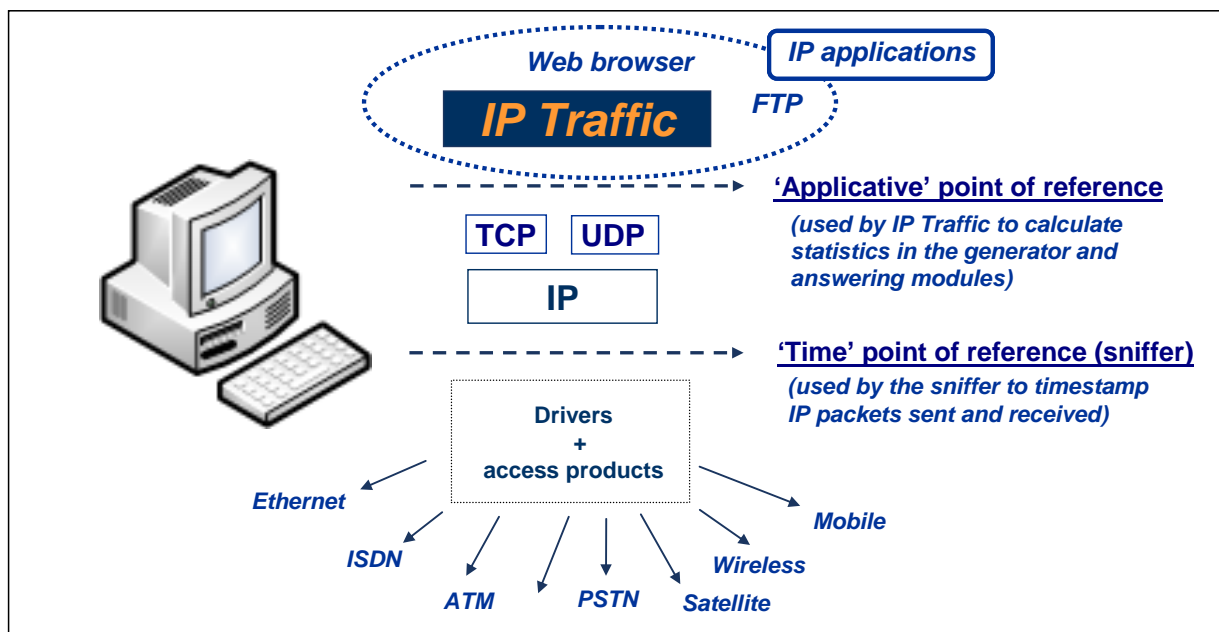 IP applications
Web browser
FTP
IP Traffic
‘Applicative’ point of reference
(used by IP Traffic to calculate
statistics in the generator and
answering modules)
TCP
UDP
IP
‘Time’ point of reference (sniffer)
(used by the sniffer to timestamp
IP packets sent and received)
Drivers
+
access products
Ethernet
ISDN
ATM
PSTN
Satellite
Wireless
Mobile